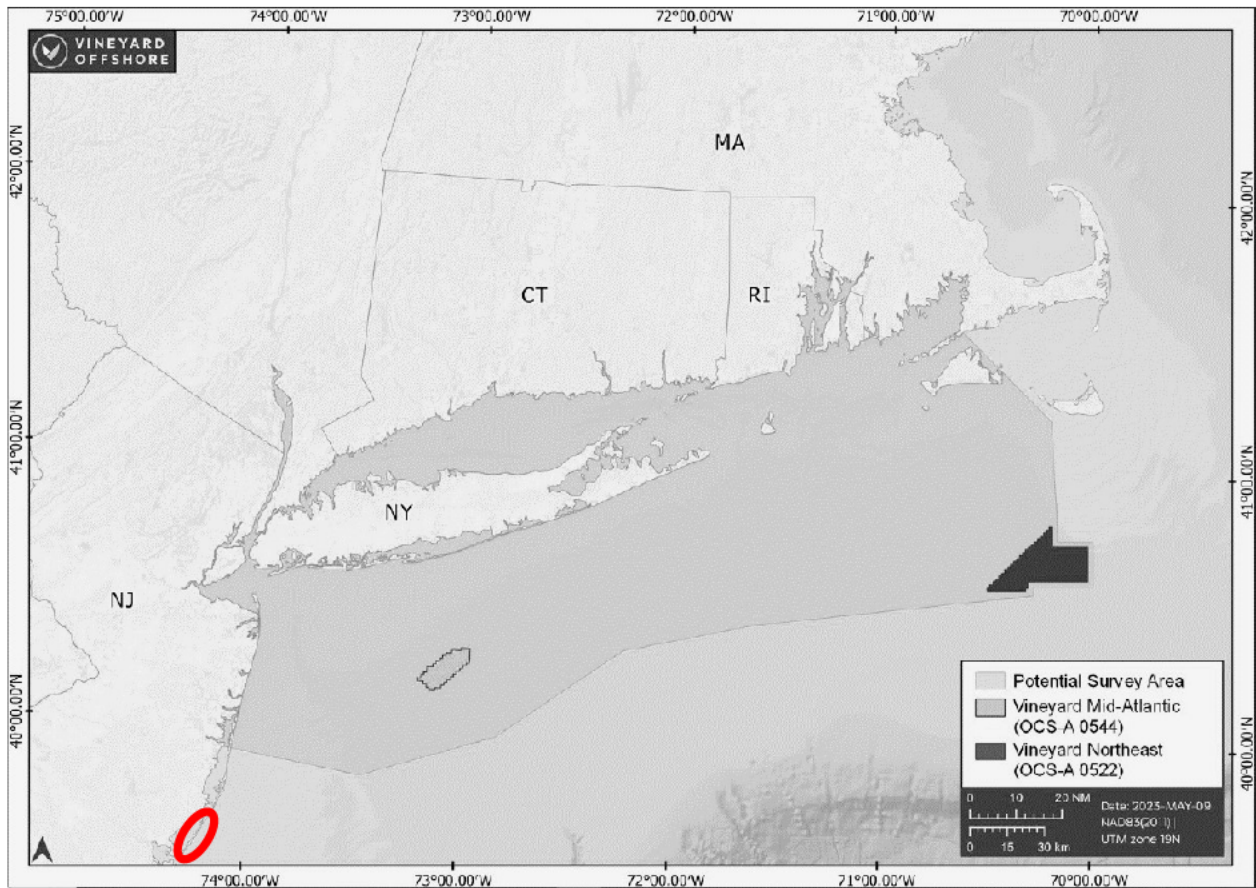 75°00.00'W 74°00.00'W 73°00.00'W 72°00.00'W 71°00.00'W 70°00.00'W
VINEYARD
OFFSHORE
MA
42°00.00'N
42°00.00'N
CT
RI
41°00.00'N
41°00.00'N
NY
NJ
40°00.00'N
40°00.00'N
Potential Survey Area
Vineyard Mid-Atlantic
(OCS-A 0544)
Vineyard Northeast
(OCS-A 0522)
0 10 20 NM
0 15 30 km
Date: 2023-MAY-09
NAD83(2011) |
UTM zone 19N
74°00.00'W 73°00.00'W 72°00.00'W 71°00.00'W 70°00.00'W